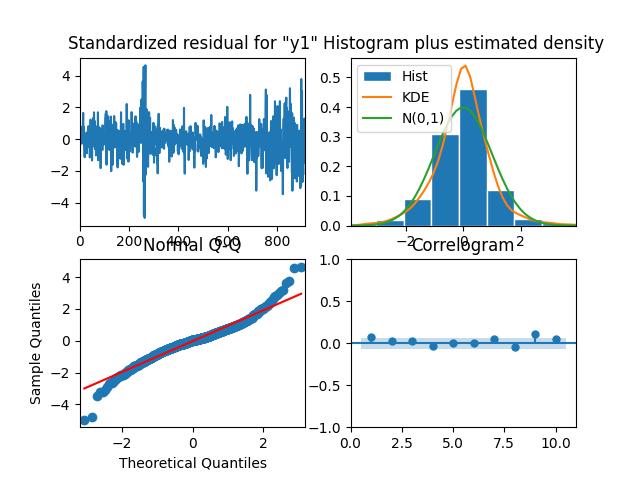 Standardized residual for "y1"
4
2
0
−2
−4
0 200 400 600 800
Histogram plus estimated density
Hist
KDE
N(0,1)
0.5
0.4
0.3
0.2
0.1
0.0
−2 0 2
Normal Q-Q
Sample Quantiles
4
2
0
−2
−4
−2 0 2
Theoretical Quantiles
Correlogram
1.0
0.5
0.0
−0.5
−1.0
0.0 2.5 5.0 7.5 10.0